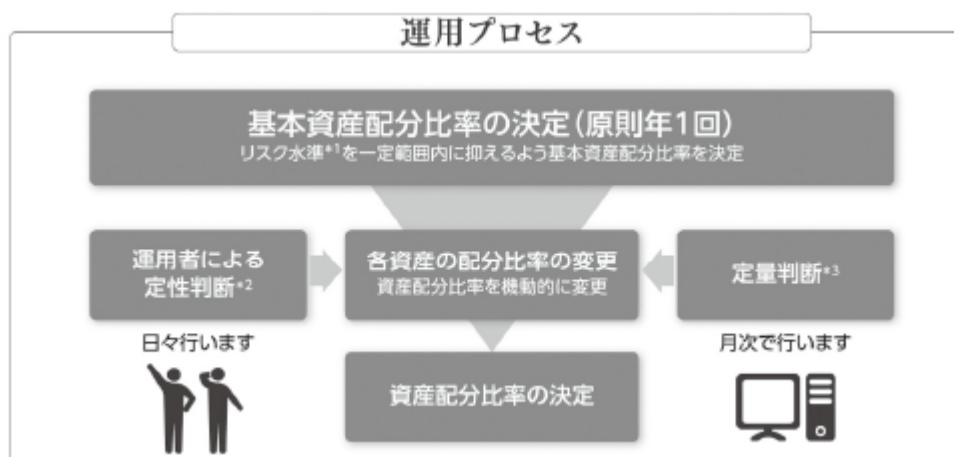 運用プロセス
基本資産配分比率の決定(原則年1回)
リスク水準*1を一定範囲内に抑えるよう基本資産配分比率を決定
運用者による
定性判断*2
日々行います
各資産の配分比率の変更
資産配分比率を機動的に変更
定量判断*3
月次で行います
資産配分比率の決定